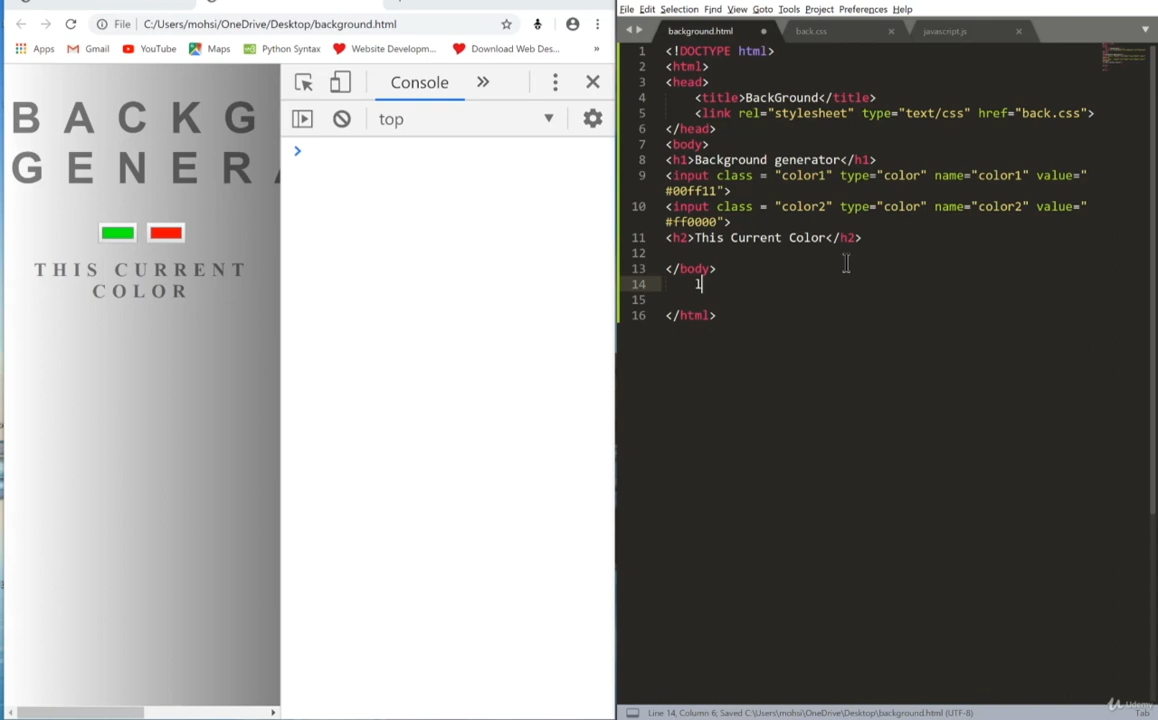 C:/Users/mohsi/OneDrive/Desktop/background.html
File
Apps
Gmail
YouTube
Maps
Python Syntax
Website Developm...
Download Web Des...
»
Console
»
top
>
B A C K G
G E N E R
THIS CURRENT
COLOR
File Edit Selection Find View Goto Tools Project Preferences Help
background.html
back.css
javascript.js
1 <!DOCTYPE html>
2 <html>
3 <head>
4 <title>BackGround</title>
5 <link rel="stylesheet" type="text/css" href="back.css">
6 </head>
7 <body>
8 <h1>Background generator</h1>
9 <input class = "color1" type="color" name="color1" value="
#00ff11">
10 <input class = "color2" type="color" name="color2" value="
#ff0000">
11 <h2>This Current Color</h2>
12
13 </body>
14 l
15
16 </html>
Line 14, Column 6; Saved C:\Users\mohsi\OneDrive\Desktop\background.html (UTF-8)
Tab
Udemy